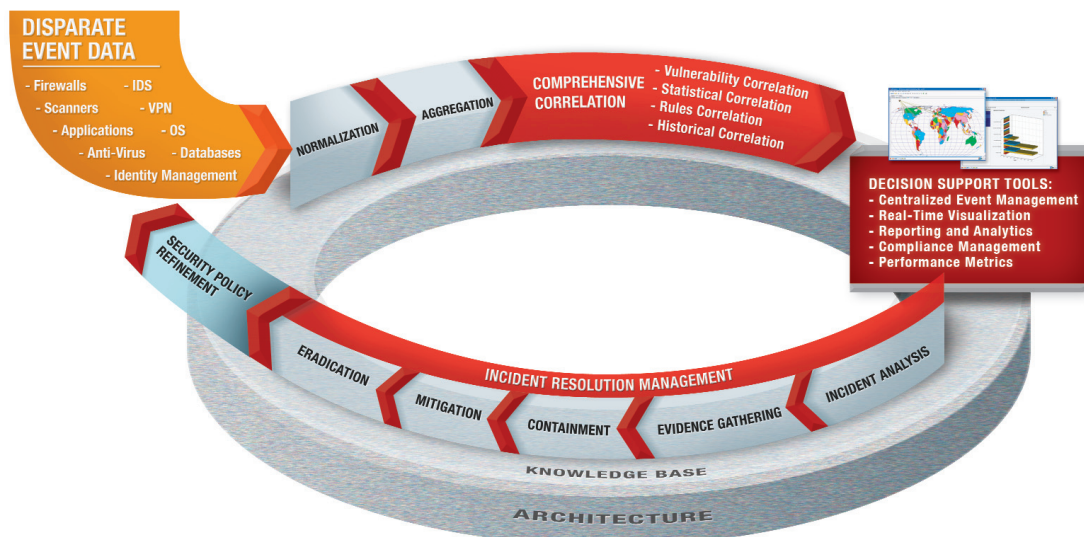 DISPARATE
EVENT DATA
- Firewalls - IDS
- Scanners - VPN
- Applications - OS
- Anti-Virus - Databases
- Identity Management
NORMALIZATION
AGGREGATION
COMPREHENSIVE
CORRELATION
- Vulnerability Correlation
- Statistical Correlation
- Rules Correlation
- Historical Correlation
DECISION SUPPORT TOOLS:
- Centralized Event Management
- Real-Time Visualization
- Reporting and Analytics
- Compliance Management
- Performance Metrics
INCIDENT RESOLUTION MANAGEMENT
INCIDENT ANALYSIS
EVIDENCE GATHERING
CONTAINMENT
MITIGATION
ERADICATION
SECURITY POLICY
REFINEMENT
KNOWLEDGE BASE
ARCHITECTURE